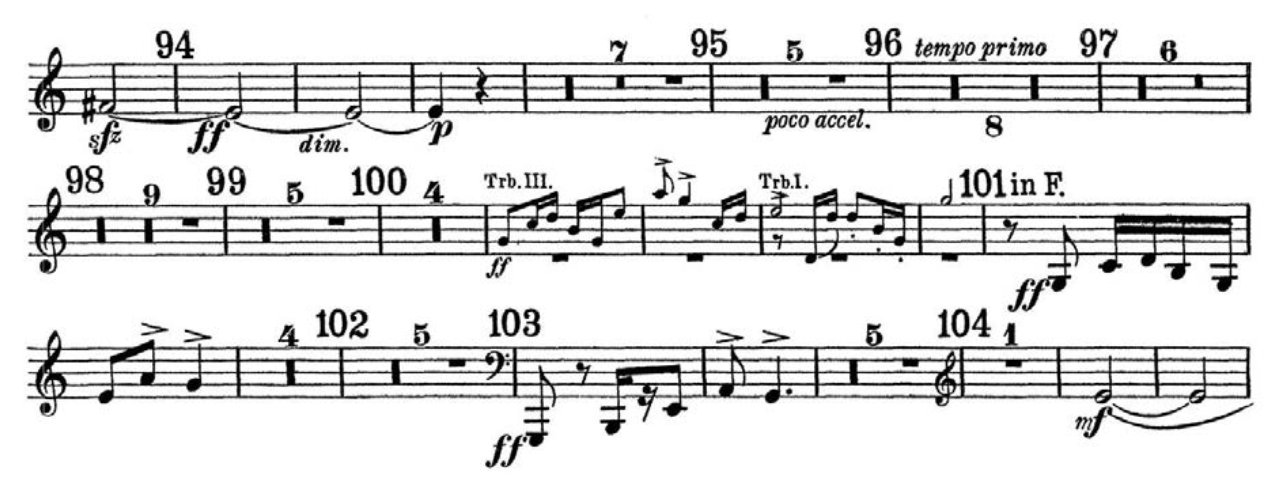 94 7 95 5 96 tempo primo 97 6
sfz ff dim. p poco accel. 8
98 9 99 5 100 4 Trb. III. Trb. I. 101 in F.
ff ff
4 102 5 103 5 104 1
ff mf